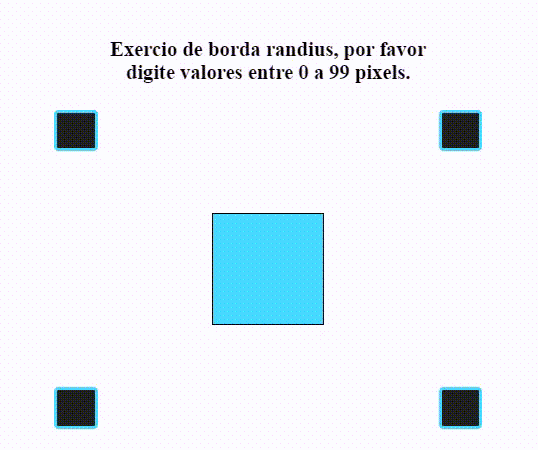 Exercio de borda randius, por favor
digite valores entre 0 a 99 pixels.